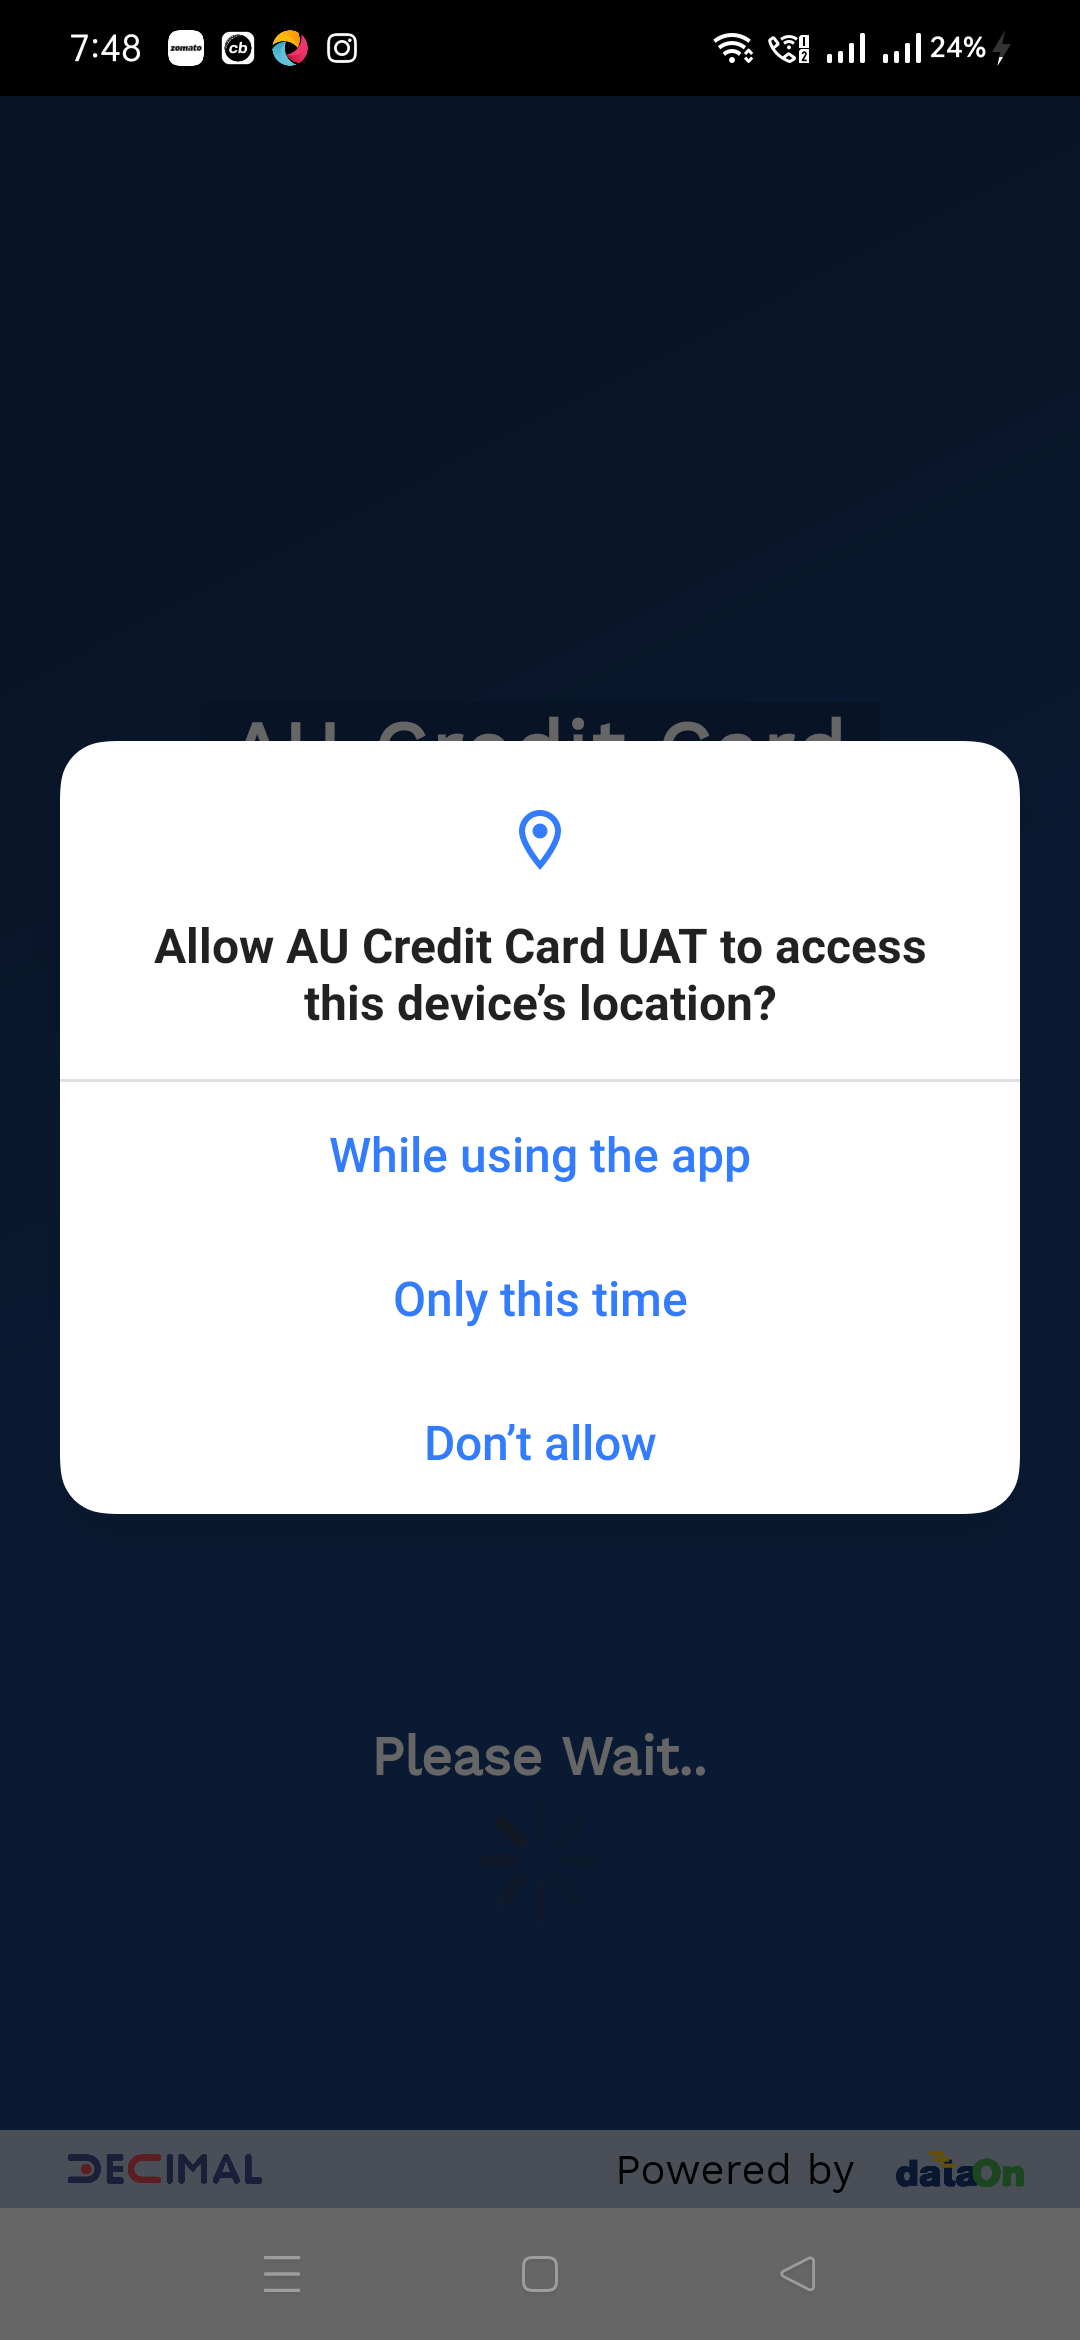 7:48 zomato cb 24%
AU Credit Card
Allow AU Credit Card UAT to access
this device’s location?
While using the app
Only this time
Don’t allow
Please Wait..
DECIMAL Powered by dataOn